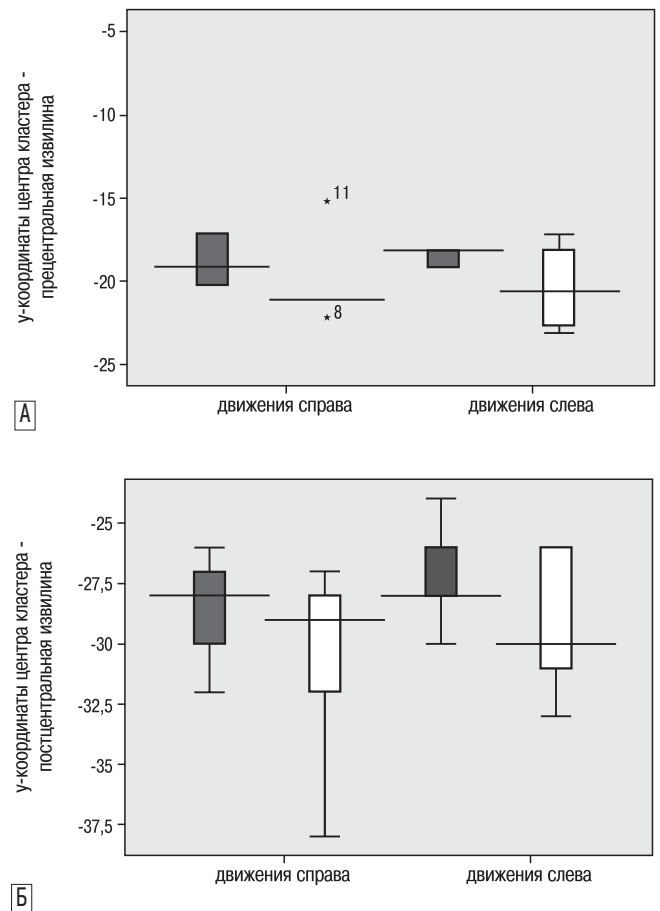 у-координаты центра кластера -
прецентральная извилина
-5
-10
-15
-20
-25
11
8
движения справа
движения слева
А
у-координаты центра кластера -
постцентральная извилина
-25
-27,5
-30
-32,5
-35
-37,5
движения справа
движения слева
Б